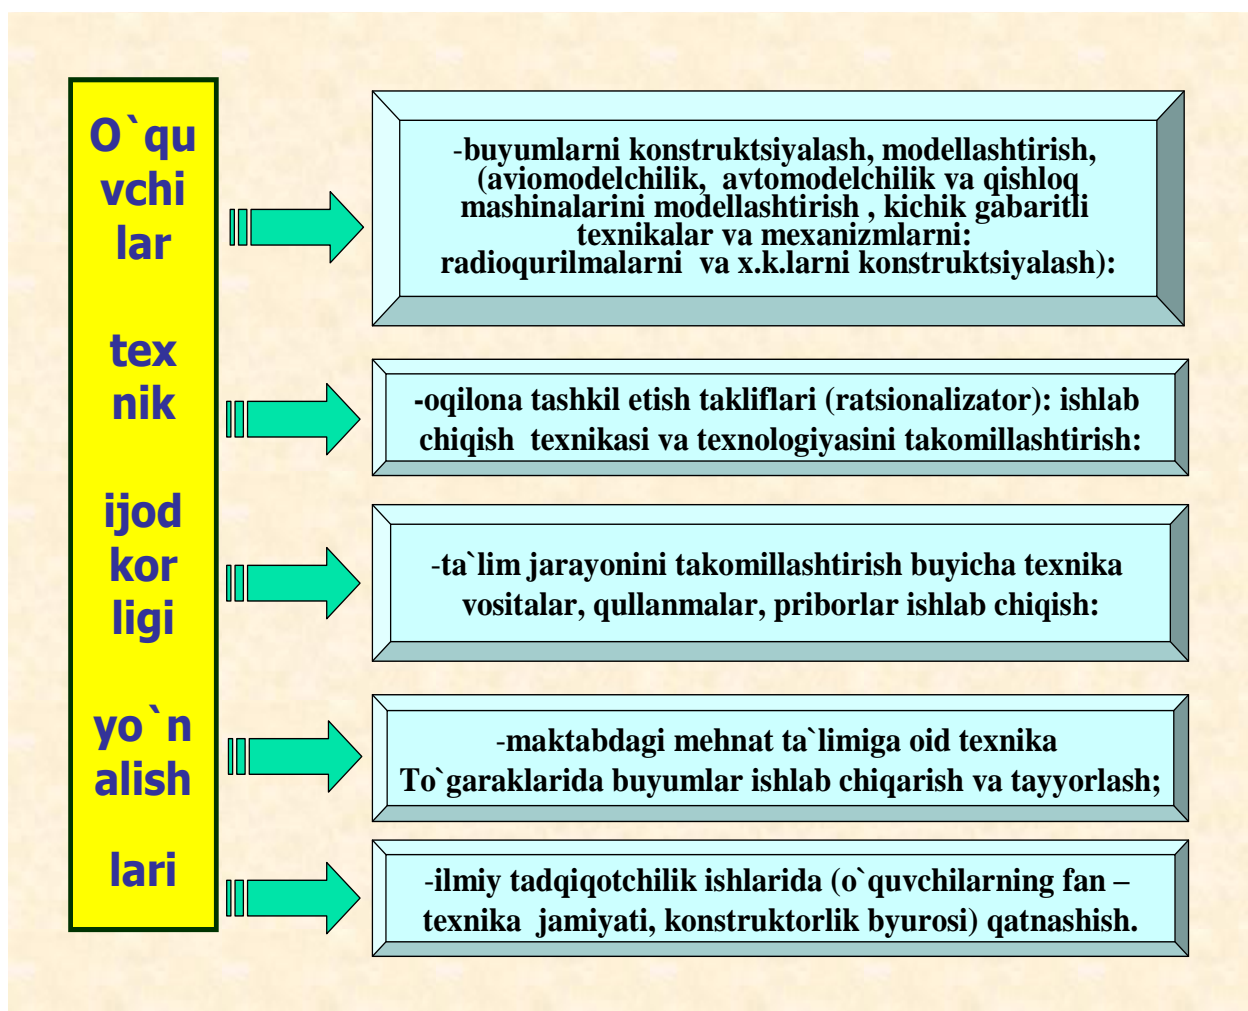 O`qu
vchi
lar
tex
nik
ijod
kor
ligi
yo`n
alish
lari
-buyumlarni konstruktsiyalash, modellashtirish,
(aviomodelchilik, avtomodelchilik va qishloq
mashinalarini modellashtirish , kichik gabaritli
texnikalar va mexanizmlarni:
radioqurilmalarni va x.k.larni konstruktsiyalash):
-oqilona tashkil etish takliflari (ratsionalizator): ishlab
chiqish texnikasi va texnologiyasini takomillashtirish:
-ta`lim jarayonini takomillashtirish buyicha texnika
vositalar, qullanmalar, priborlar ishlab chiqish:
-maktabdagi mehnat ta`limiga oid texnika
To`garaklarida buyumlar ishlab chiqarish va tayyorlash;
-ilmiy tadqiqotchilik ishlarida (o`quvchilarning fan –
texnika jamiyati, konstruktorlik byurosi) qatnashish.